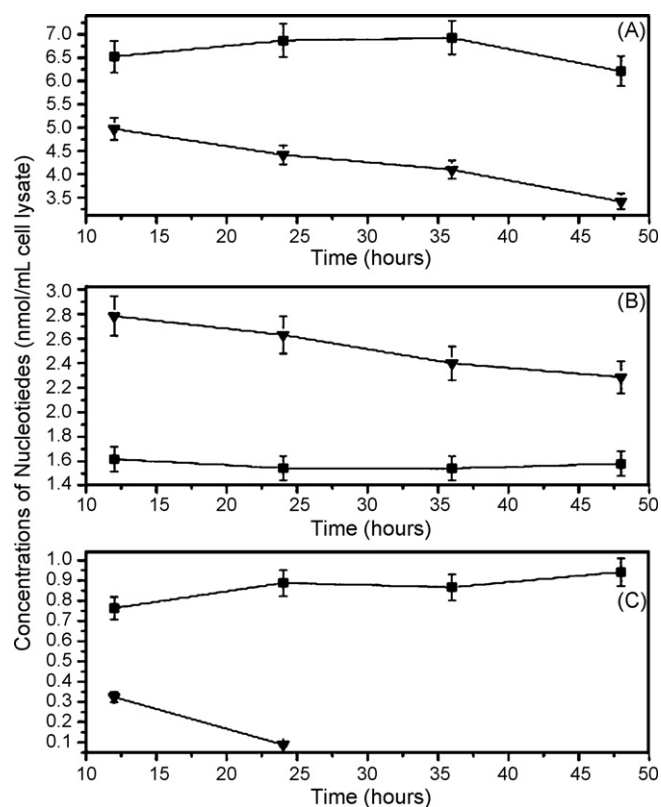 Concentrations of Nucleotiedes (nmol/mL cell lysate)
(A)
7.0
6.5
6.0
5.5
5.0
4.5
4.0
3.5
10 15 20 25 30 35 40 45 50
Time (hours)
(B)
3.0
2.8
2.6
2.4
2.2
2.0
1.8
1.6
1.4
10 15 20 25 30 35 40 45 50
Time (hours)
(C)
1.0
0.9
0.8
0.7
0.6
0.5
0.4
0.3
0.2
0.1
10 15 20 25 30 35 40 45 50
Time (hours)